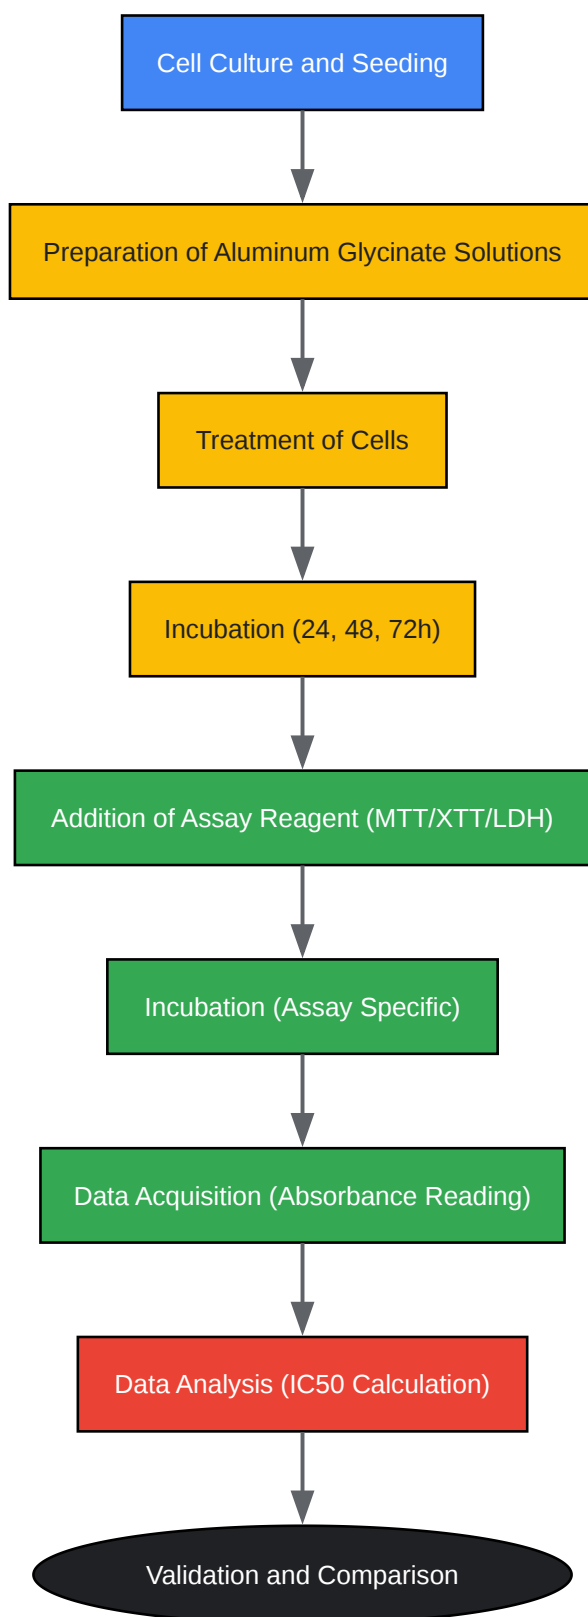 Cell Culture and Seeding
Preparation of Aluminum Glycinate Solutions
Treatment of Cells
Incubation (24, 48, 72h)
Addition of Assay Reagent (MTT/XTT/LDH)
Incubation (Assay Specific)
Data Acquisition (Absorbance Reading)
Data Analysis (IC50 Calculation)
Validation and Comparison